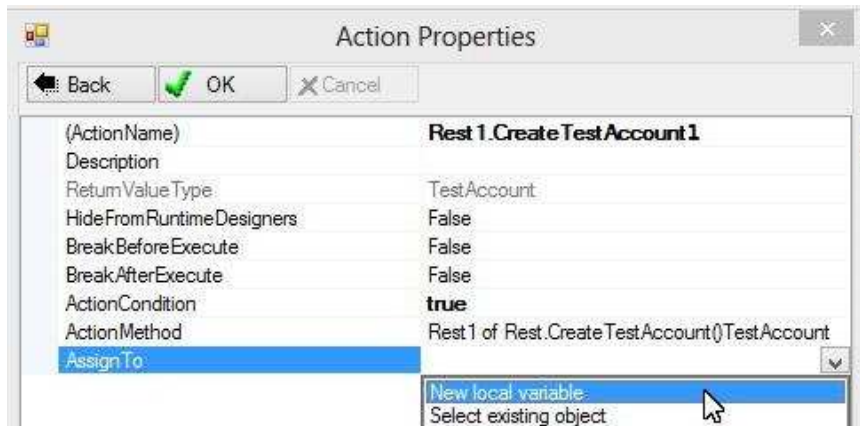 Action Properties
Back OK Cancel
(ActionName) Rest1.CreateTestAccount1
Description
ReturnValueType TestAccount
HideFromRuntimeDesigners False
BreakBeforeExecute False
BreakAfterExecute False
ActionCondition true
ActionMethod Rest1 of Rest.CreateTestAccount()TestAccount
AssignTo
New local variable
Select existing object